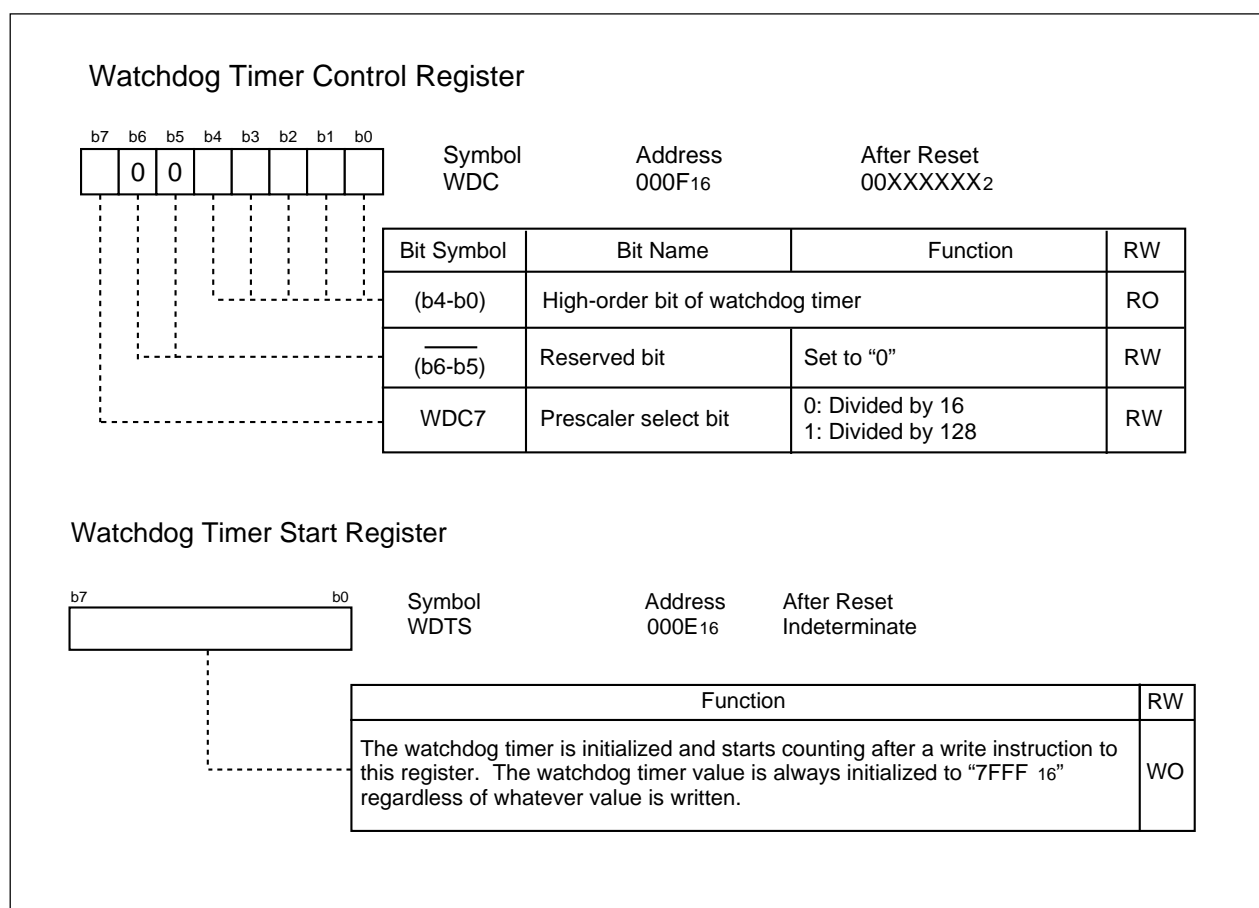 Watchdog Timer Control Register
b7 b6 b5 b4 b3 b2 b1 b0
0 0
Symbol Address After Reset
WDC 000F16 00XXXXXX2
Bit Symbol Bit Name Function RW
(b4-b0) High-order bit of watchdog timer RO
(b6-b5) Reserved bit Set to “0” RW
WDC7 Prescaler select bit 0: Divided by 16 RW
1: Divided by 128
Watchdog Timer Start Register
b7 b0
Symbol Address After Reset
WDTS 000E16 Indeterminate
Function RW
The watchdog timer is initialized and starts counting after a write instruction to
this register. The watchdog timer value is always initialized to “7FFF 16” WO
regardless of whatever value is written.